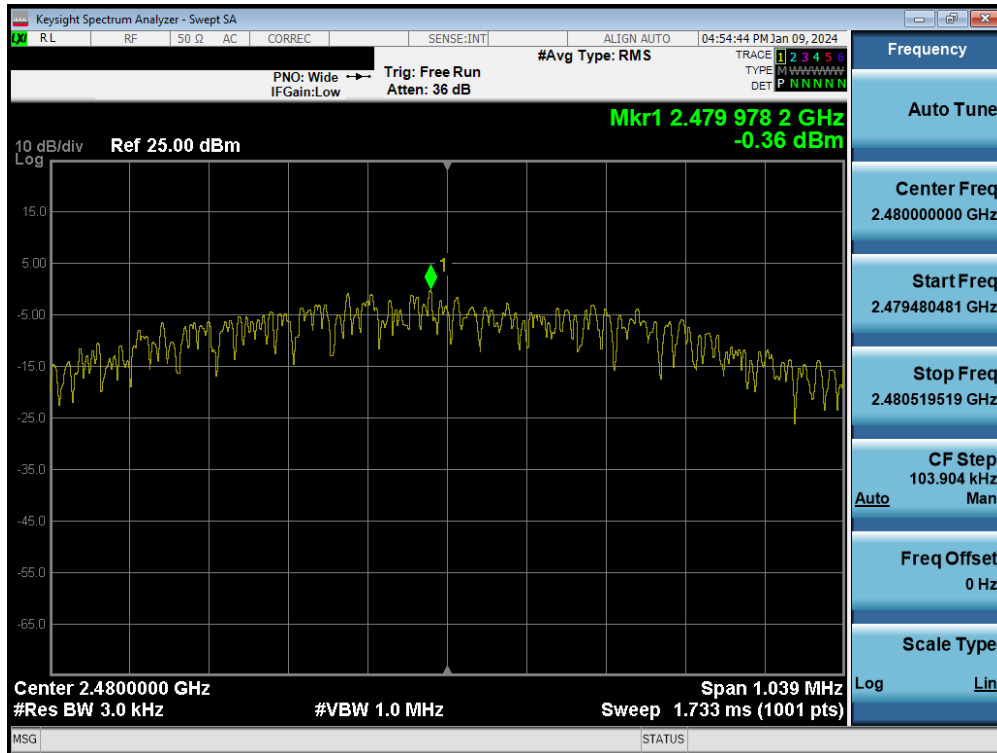 Keysight Spectrum Analyzer - Swept SA
LXI RL RF 50 Ω AC CORREC SENSE:INT ALIGN AUTO 04:54:44 PM Jan 09, 2024
#Avg Type: RMS TRACE 1 2 3 4 5 6
PNO: Wide Trig: Free Run TYPE M W W W W W
IFGain:Low Atten: 36 dB DET P N N N N N
Mkr1 2.479 978 2 GHz
-0.36 dBm
10 dB/div Ref 25.00 dBm
Log
15.0
5.00
1
-5.00
-15.0
-25.0
-35.0
-45.0
-55.0
-65.0
Center 2.4800000 GHz Span 1.039 MHz
#Res BW 3.0 kHz #VBW 1.0 MHz Sweep 1.733 ms (1001 pts)
MSG STATUS
Frequency
Auto Tune
Center Freq
2.480000000 GHz
Start Freq
2.479480481 GHz
Stop Freq
2.480519519 GHz
CF Step
103.904 kHz
Auto Man
Freq Offset
0 Hz
Scale Type
Log Lin